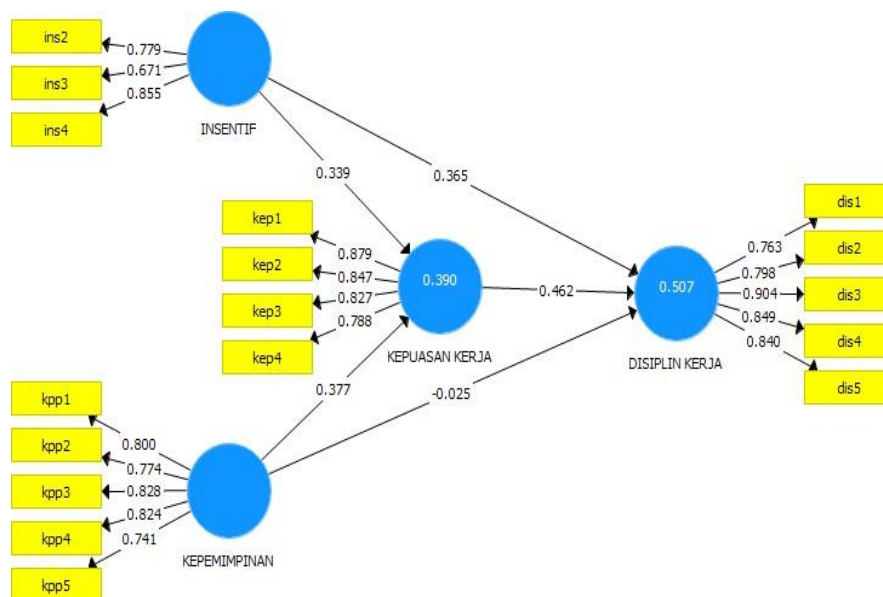 ins2
0.779
ins3
0.671
ins4
0.855
INSENTIF
0.339
0.365
kep1
0.879
kep2
0.847
kep3
0.827
kep4
0.788
0.390
KEPUASAN KERJA
0.462
0.507
DISIPLIN KERJA
dis1
0.763
dis2
0.798
dis3
0.904
dis4
0.849
dis5
0.840
0.377
-0.025
kpp1
0.800
kpp2
0.774
kpp3
0.828
kpp4
0.824
kpp5
0.741
KEPEMIMPINAN